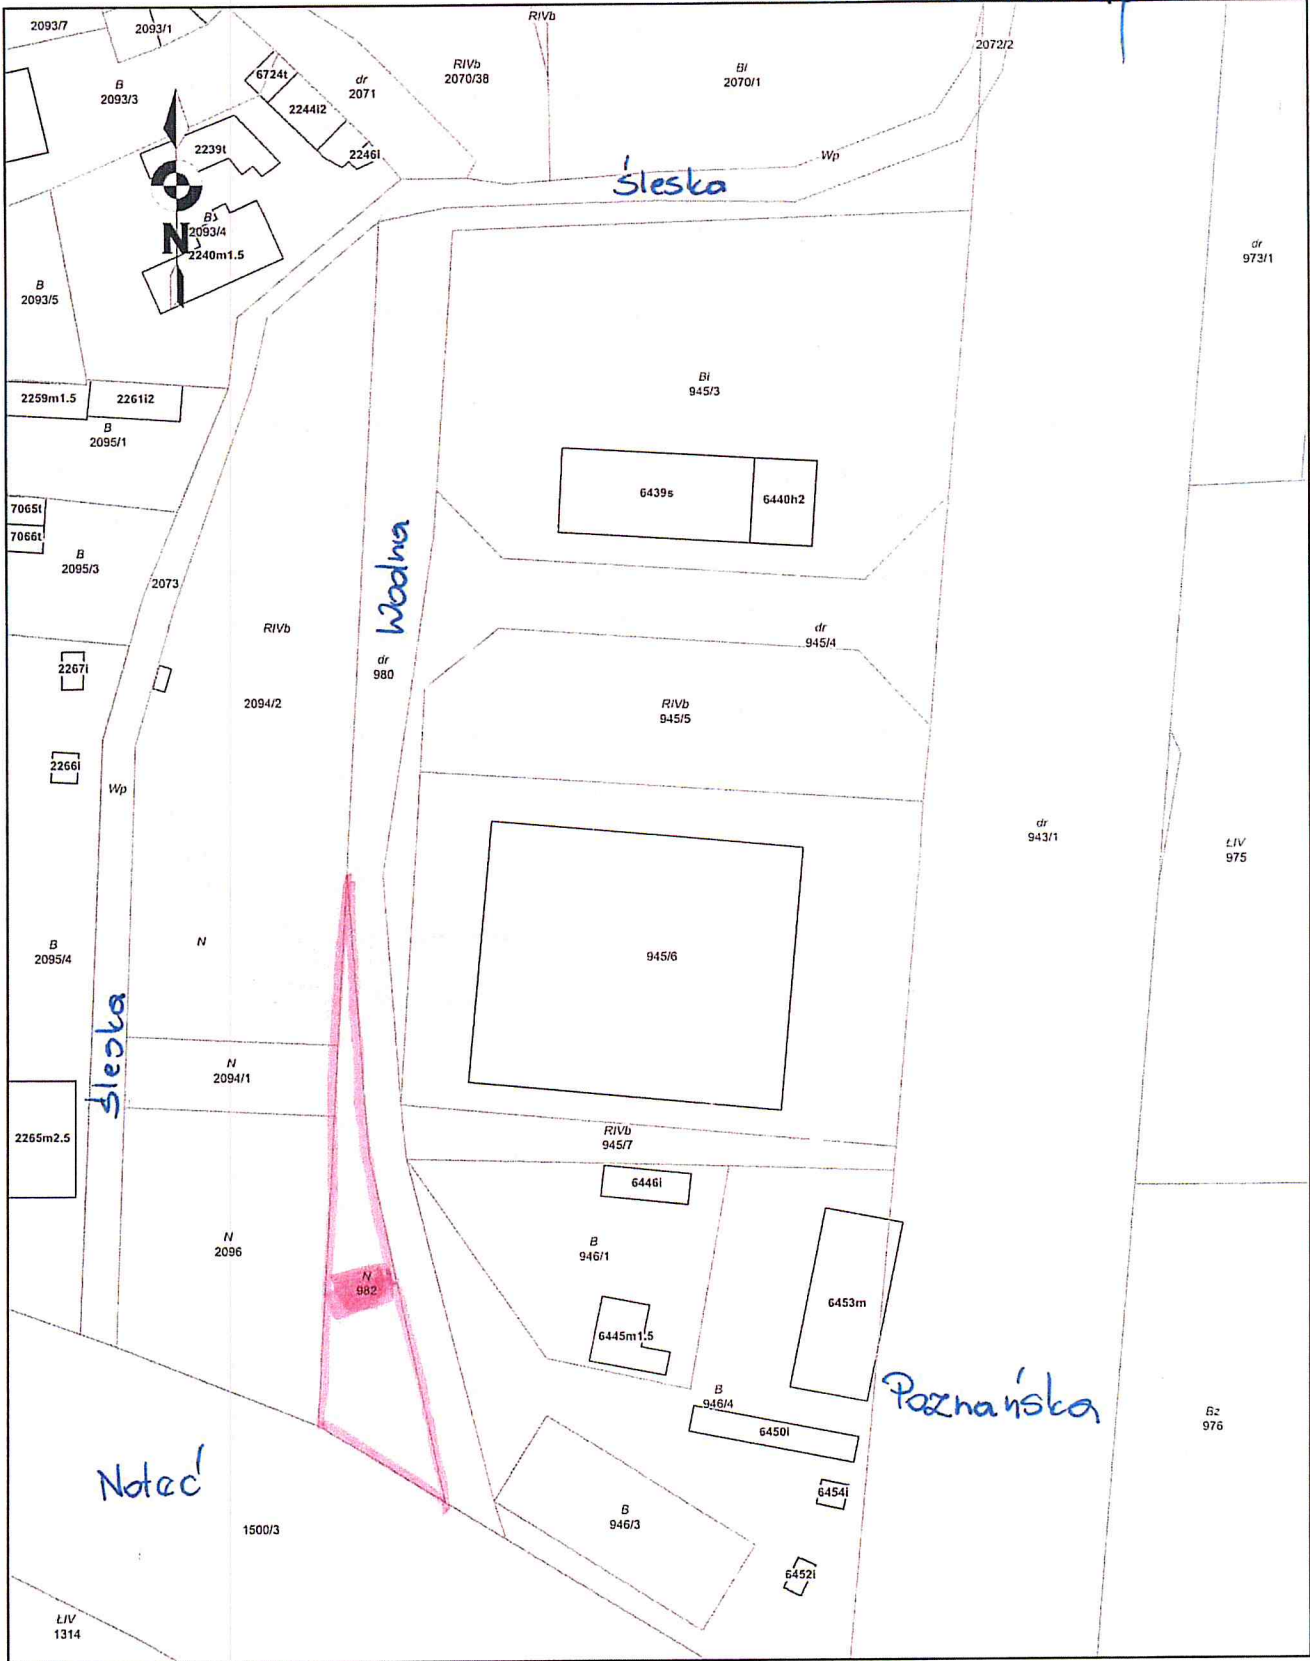 2093/7
2093/1
RIVb
2072/2
6724t
dr
2071
RIVb
2070/38
Bi
2070/1
B
2093/3
2244i2
2239t
2246i
Wp
śleska
Bi
2093/4
N
2240m1.5
B
2093/5
dr
973/1
2259m1.5
2261i2
Bi
945/3
B
2095/1
6439s
6440h2
7065t
7066t
B
2095/3
2073
Wodna
RIVb
2094/2
dr
980
dr
945/4
2267i
RIVb
945/5
2266i
Wp
dr
943/1
ŁIV
975
B
2095/4
N
945/6
śleska
N
2094/1
2265m2.5
RIVb
945/7
6446i
N
2096
B
946/1
N
982
6453m
6445m1.5
B
946/4
Poznańska
Bz
976
6450i
Noteć
6454i
1500/3
B
946/3
6452i
ŁIV
1314